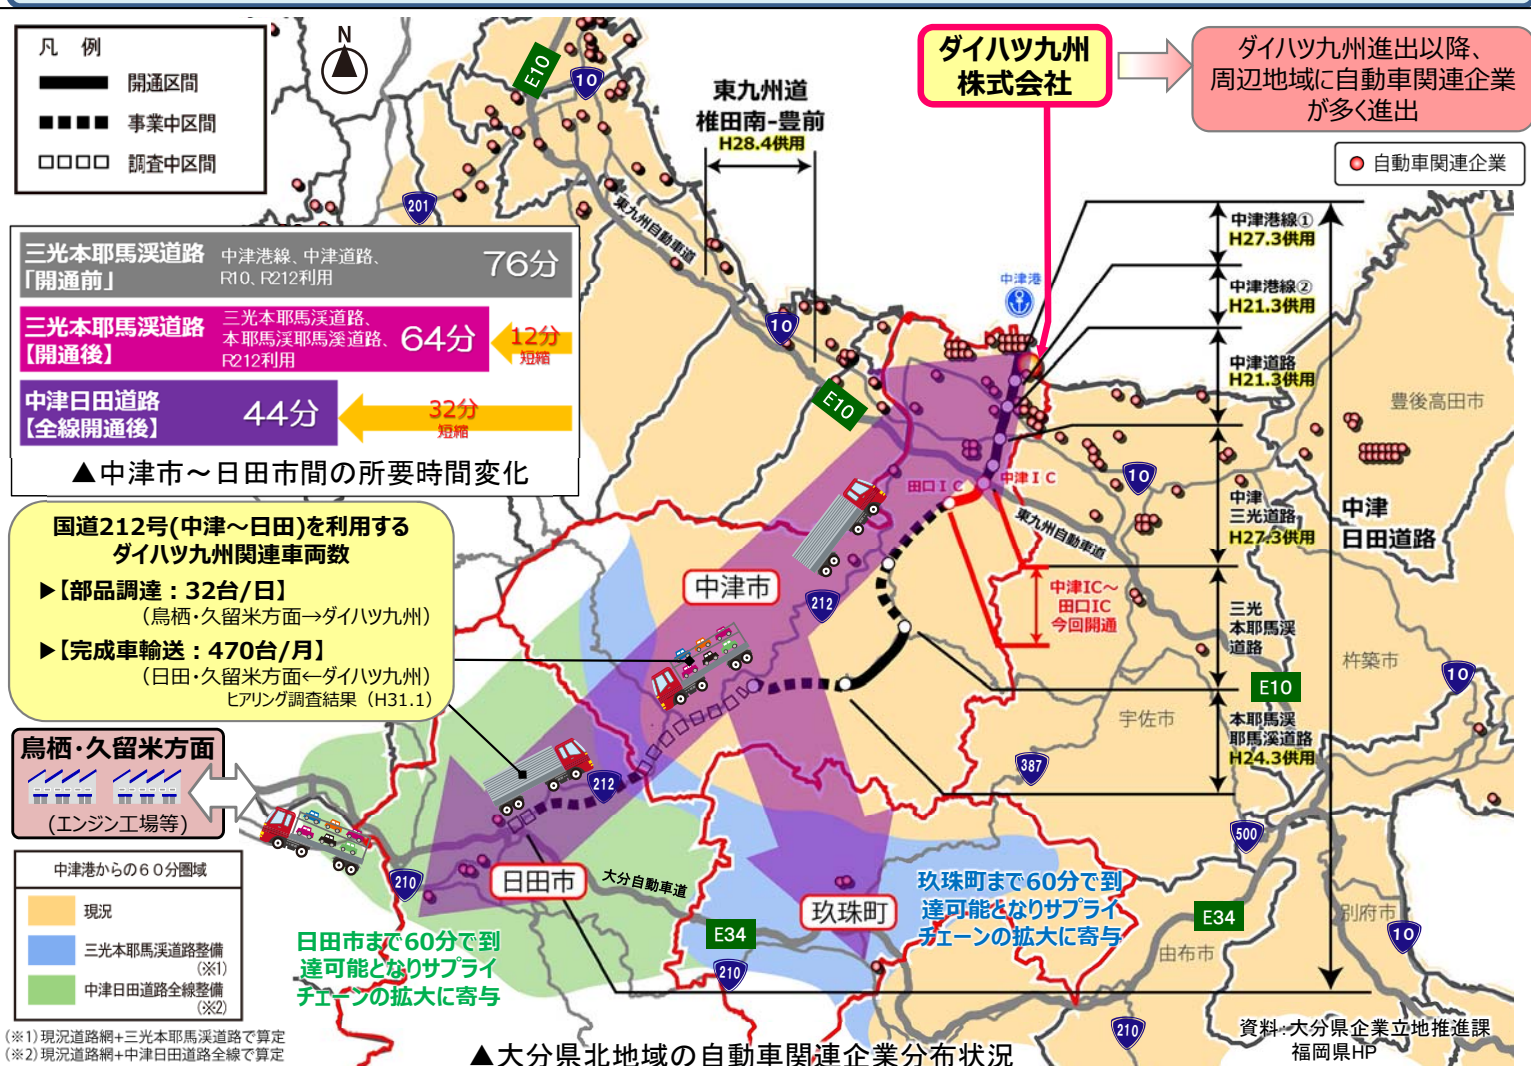 凡 例
開通区間
事業中区間
調査中区間
N
E10
10
201
東九州道
椎田南-豊前
H28.4供用
東九州自動車道
ダイハツ九州
株式会社
ダイハツ九州進出以降、
周辺地域に自動車関連企業
が多く進出
自動車関連企業
三光本耶馬渓道路
「開通前」
中津港線、中津道路、
R10、R212利用
76分
三光本耶馬渓道路
【開通後】
三光本耶馬渓道路、
本耶馬渓耶馬渓道路、
R212利用
64分
12分
短縮
中津日田道路
【全線開通後】
44分
32分
短縮
▲中津市～日田市間の所要時間変化
中津港
10
E10
中津港線①
H27.3供用
中津港線②
H21.3供用
中津道路
H21.3供用
中津
三光道路
H27.3供用
三光
本耶馬渓
道路
本耶馬渓
耶馬渓道路
H24.3供用
中津
日田道路
豊後高田市
10
田口IC
中津IC
東九州自動車道
中津IC～
田口IC
今回開通
国道212号(中津～日田)を利用する
ダイハツ九州関連車両数
▶【部品調達：32台/日】
（鳥栖・久留米方面→ダイハツ九州）
▶【完成車輸送：470台/月】
（日田・久留米方面←ダイハツ九州）
ヒアリング調査結果（H31.1）
中津市
212
杵築市
10
E10
宇佐市
387
鳥栖・久留米方面
(エンジン工場等)
212
500
中津港からの６０分圏域
現況
三光本耶馬渓道路整備
(※1)
中津日田道路全線整備
(※2)
(※1)現況道路網+三光本耶馬渓道路で算定
(※2)現況道路網+中津日田道路全線で算定
210
日田市
大分自動車道
玖珠町
E34
210
日田市まで60分で到
達可能となりサプライ
チェーンの拡大に寄与
玖珠町まで60分で到
達可能となりサプライ
チェーンの拡大に寄与
E34
別府市
10
由布市
210
資料：大分県企業立地推進課
福岡県HP
▲大分県北地域の自動車関連企業分布状況